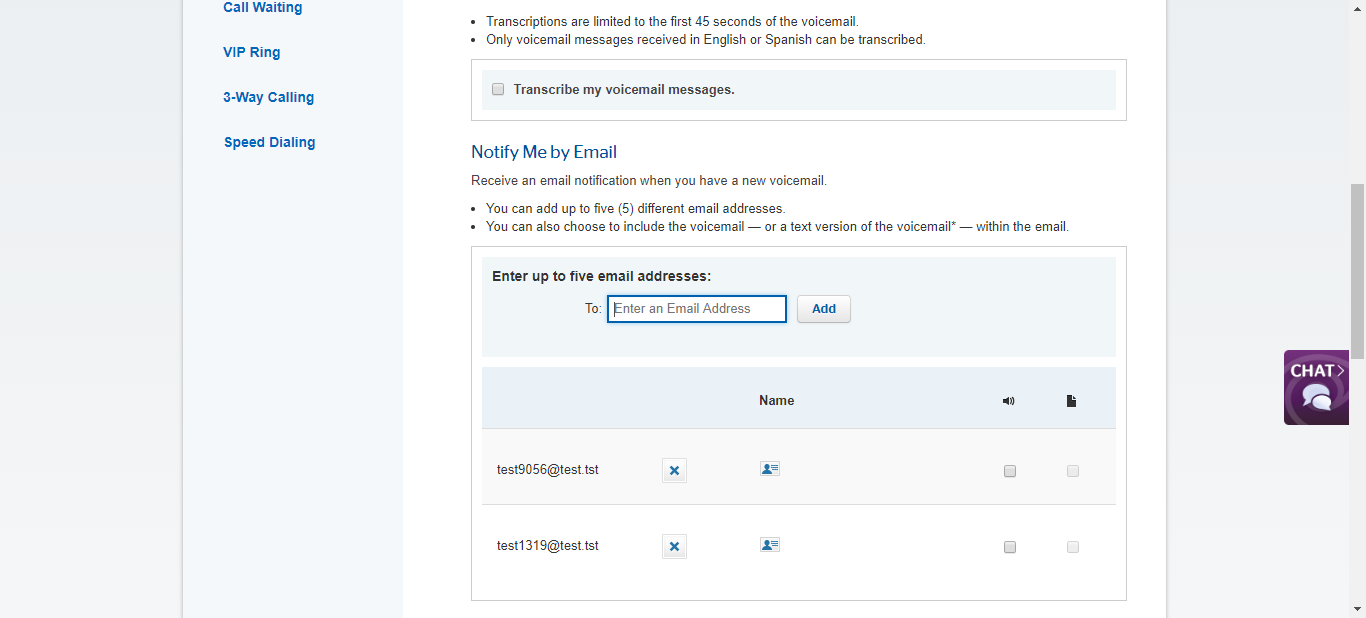 Call Waiting
VIP Ring
3-Way Calling
Speed Dialing
• Transcriptions are limited to the first 45 seconds of the voicemail.
• Only voicemail messages received in English or Spanish can be transcribed.
Transcribe my voicemail messages.
Notify Me by Email
Receive an email notification when you have a new voicemail.
• You can add up to five (5) different email addresses.
• You can also choose to include the voicemail — or a text version of the voicemail* — within the email.
Enter up to five email addresses:
To: Enter an Email Address Add
Name
test9056@test.tst
test1319@test.tst
CHAT